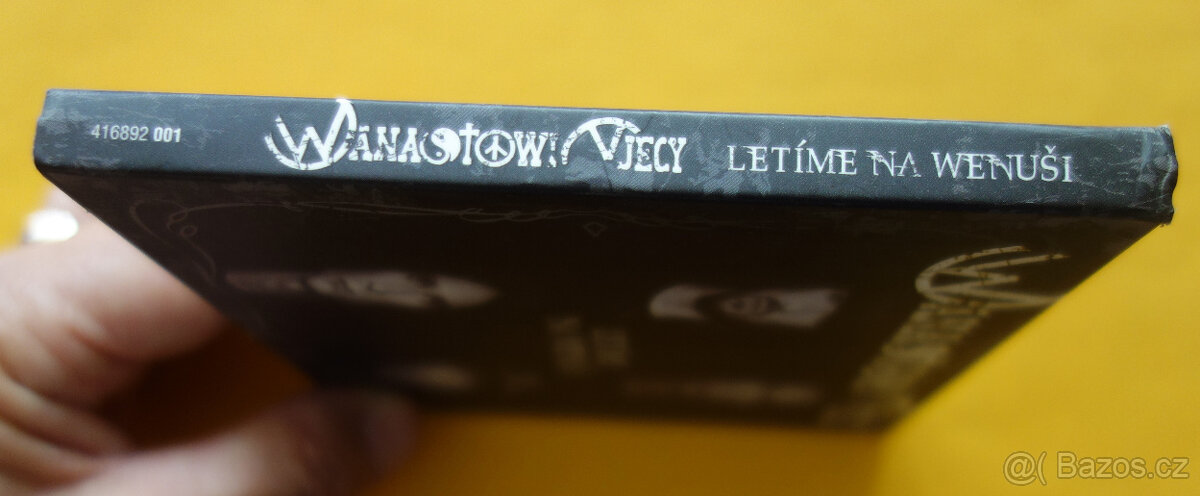 416892 001 WANASTOWI VJECY LETÍME NA WENUŠI
@( Bazos.cz